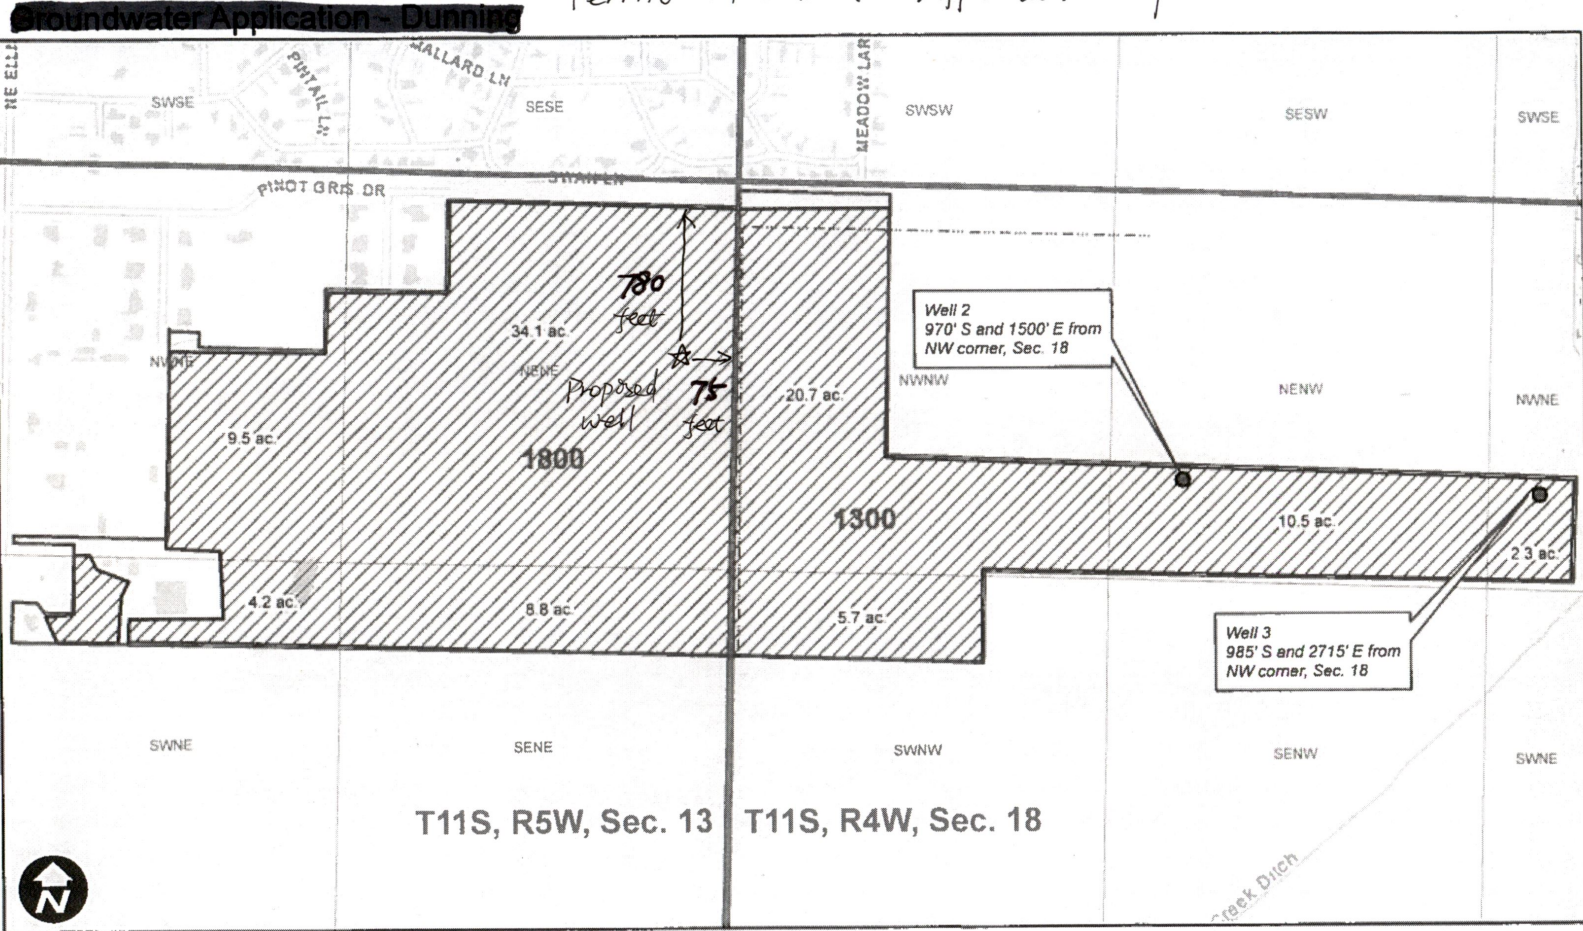 Groundwater Application - Dunning
NE ELL
PINTAIL LN
MALLARD LN
MEADOW LAR
SWSE
SESE
SWSW
SESW
SWSE
PINOT GRIS DR
SWAN LN
780
feet
34.1 ac.
Well 2
970' S and 1500' E from
NW corner, Sec. 18
NWNE
NENE
Proposed
well
75
feet
20.7 ac.
NWNW
NENW
NWNE
9.5 ac.
1800
1300
10.5 ac.
2.3 ac.
4.2 ac.
8.8 ac.
5.7 ac.
Well 3
985' S and 2715' E from
NW corner, Sec. 18
SWNE
SENE
SWNW
SENW
SWNE
T11S, R5W, Sec. 13
T11S, R4W, Sec. 18
N
Creek Ditch